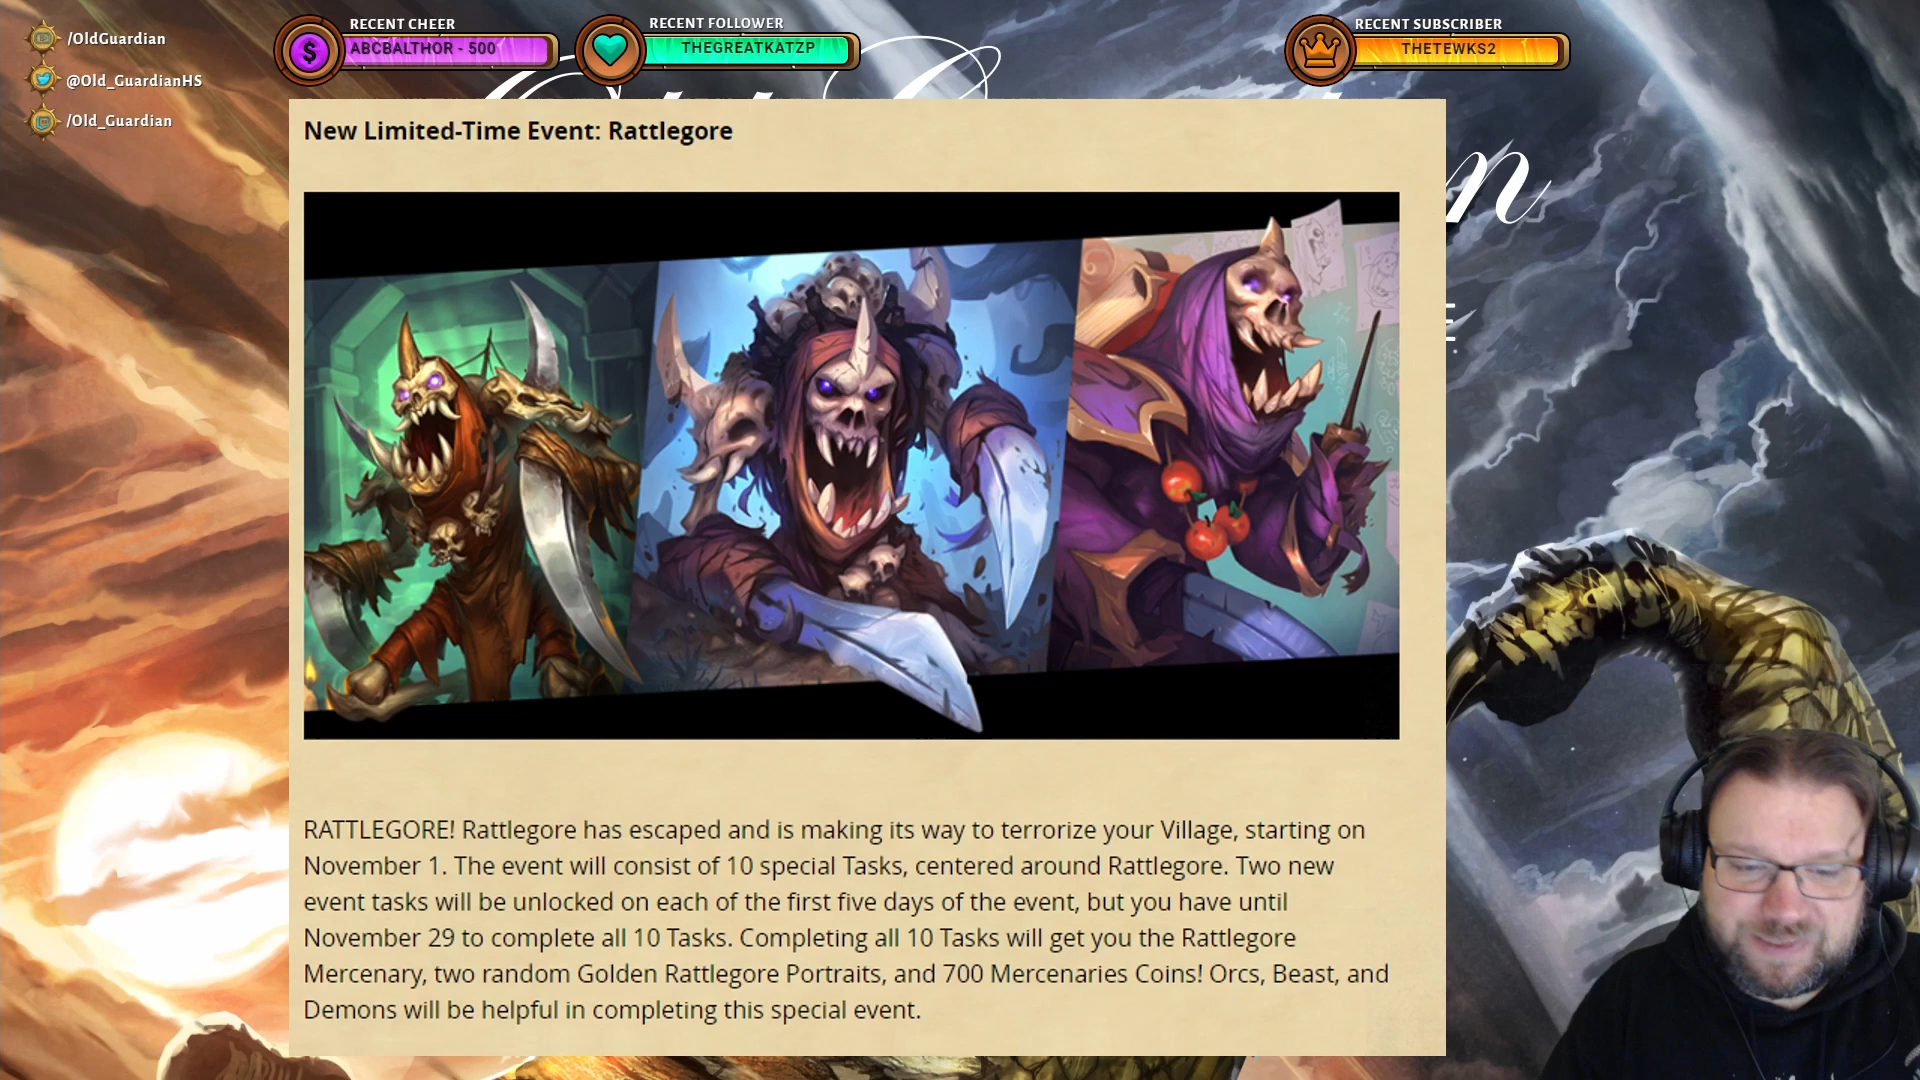 /OldGuardian
@Old_GuardianHS
/Old_Guardian
RECENT CHEER
ABCBALTHOR - 500
RECENT FOLLOWER
THEGREATKATZP
RECENT SUBSCRIBER
THETEWKS2
New Limited-Time Event: Rattlegore
RATTLEGORE! Rattlegore has escaped and is making its way to terrorize your Village, starting on
November 1. The event will consist of 10 special Tasks, centered around Rattlegore. Two new
event tasks will be unlocked on each of the first five days of the event, but you have until
November 29 to complete all 10 Tasks. Completing all 10 Tasks will get you the Rattlegore
Mercenary, two random Golden Rattlegore Portraits, and 700 Mercenaries Coins! Orcs, Beast, and
Demons will be helpful in completing this special event.